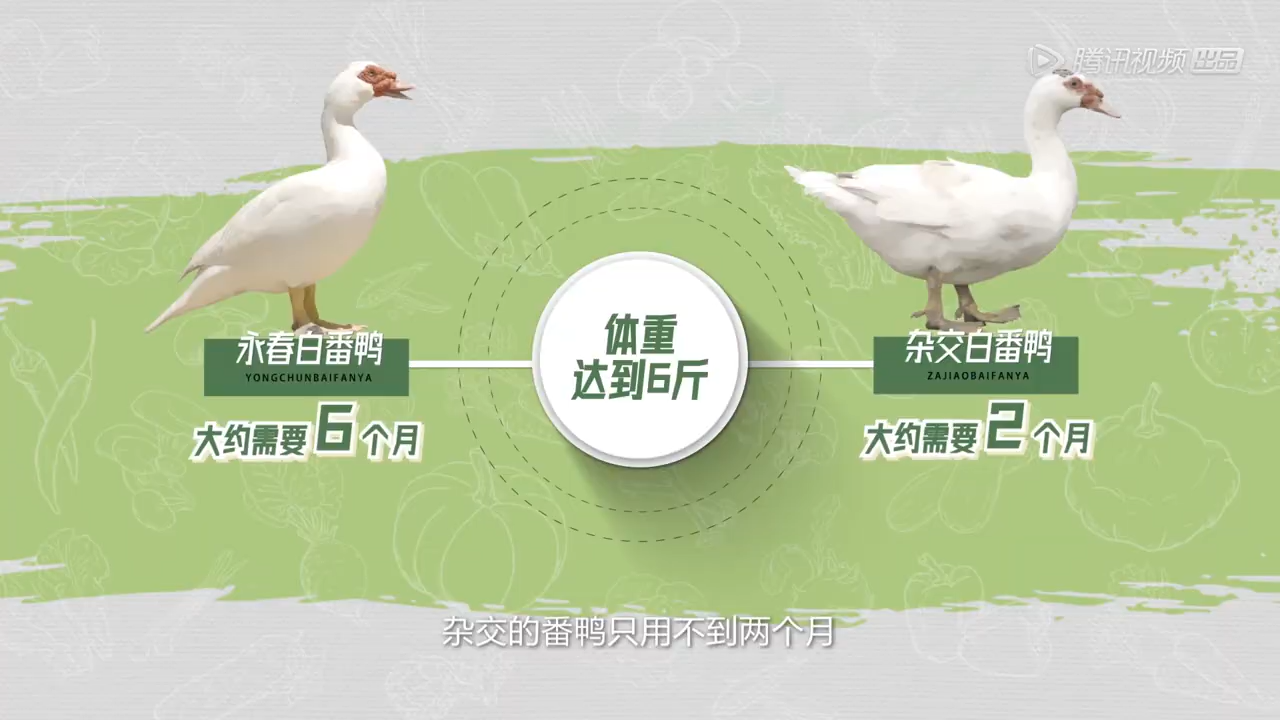 腾讯视频 出品
永春白番鸭
YONGCHUNBAIFANYA
大约需要6个月
体重
达到6斤
杂交白番鸭
ZAJIAOBAIFANYA
大约需要2个月
杂交的番鸭只用不到两个月